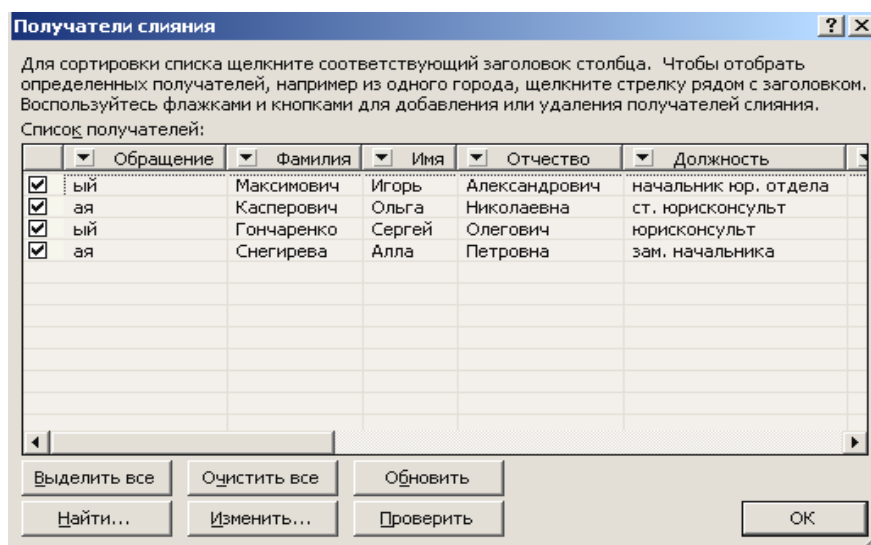 Получатели слияния
Для сортировки списка щелкните соответствующий заголовок столбца. Чтобы отобрать
определенных получателей, например из одного города, щелкните стрелку рядом с заголовком.
Воспользуйтесь флажками и кнопками для добавления или удаления получателей слияния.
Список получателей:
Обращение Фамилия Имя Отчество Должность
ый Максимович Игорь Александрович начальник юр. отдела
ая Касперович Ольга Николаевна ст. юрисконсульт
ый Гончаренко Сергей Олегович юрисконсульт
ая Снегирева Алла Петровна зам. начальника
Выделить все Очистить все Обновить
Найти... Изменить... Проверить ОК